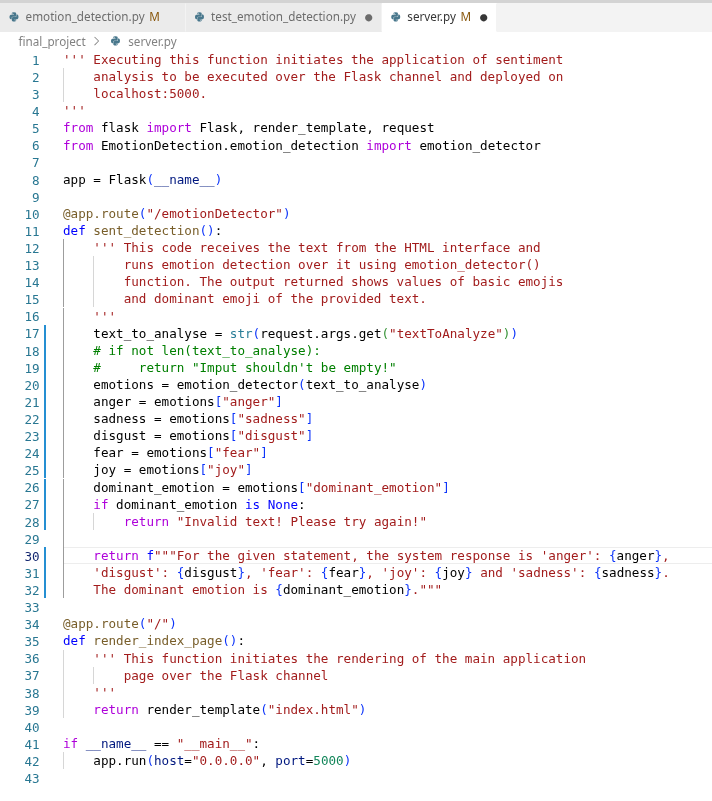 emotion_detection.py M test_emotion_detection.py ● server.py M ●
final_project > server.py
1 ''' Executing this function initiates the application of sentiment
2     analysis to be executed over the Flask channel and deployed on
3     localhost:5000.
4 '''
5 from flask import Flask, render_template, request
6 from EmotionDetection.emotion_detection import emotion_detector
7
8 app = Flask(__name__)
9
10 @app.route("/emotionDetector")
11 def sent_detection():
12     ''' This code receives the text from the HTML interface and
13         runs emotion detection over it using emotion_detector()
14         function. The output returned shows values of basic emojis
15         and dominant emoji of the provided text.
16     '''
17     text_to_analyse = str(request.args.get("textToAnalyze"))
18     # if not len(text_to_analyse):
19     #     return "Imput shouldn't be empty!"
20     emotions = emotion_detector(text_to_analyse)
21     anger = emotions["anger"]
22     sadness = emotions["sadness"]
23     disgust = emotions["disgust"]
24     fear = emotions["fear"]
25     joy = emotions["joy"]
26     dominant_emotion = emotions["dominant_emotion"]
27     if dominant_emotion is None:
28         return "Invalid text! Please try again!"
29
30     return f"""For the given statement, the system response is 'anger': {anger},
31     'disgust': {disgust}, 'fear': {fear}, 'joy': {joy} and 'sadness': {sadness}.
32     The dominant emotion is {dominant_emotion}."""
33
34 @app.route("/")
35 def render_index_page():
36     ''' This function initiates the rendering of the main application
37         page over the Flask channel
38     '''
39     return render_template("index.html")
40
41 if __name__ == "__main__":
42     app.run(host="0.0.0.0", port=5000)
43